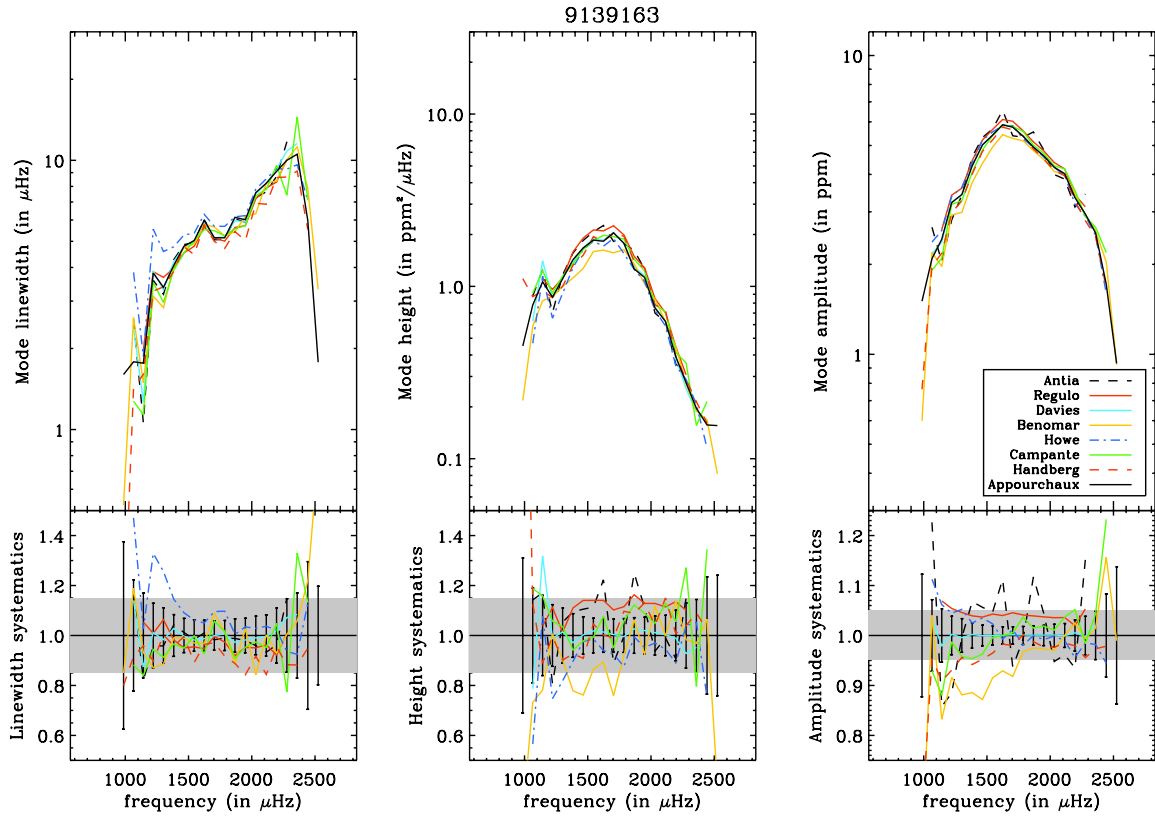 9139163
Mode linewidth (in μHz)
10
1
Linewidth systematics
1.4
1.2
1.0
0.8
0.6
1000 1500 2000 2500
frequency (in μHz)
Mode height (in ppm²/μHz)
10.0
1.0
0.1
Height systematics
1.4
1.2
1.0
0.8
0.6
1000 1500 2000 2500
frequency (in μHz)
Mode amplitude (in ppm)
10
1
Antia
Regulo
Davies
Benomar
Howe
Campante
Handberg
Appourchaux
Amplitude systematics
1.2
1.1
1.0
0.9
0.8
1000 1500 2000 2500
frequency (in μHz)